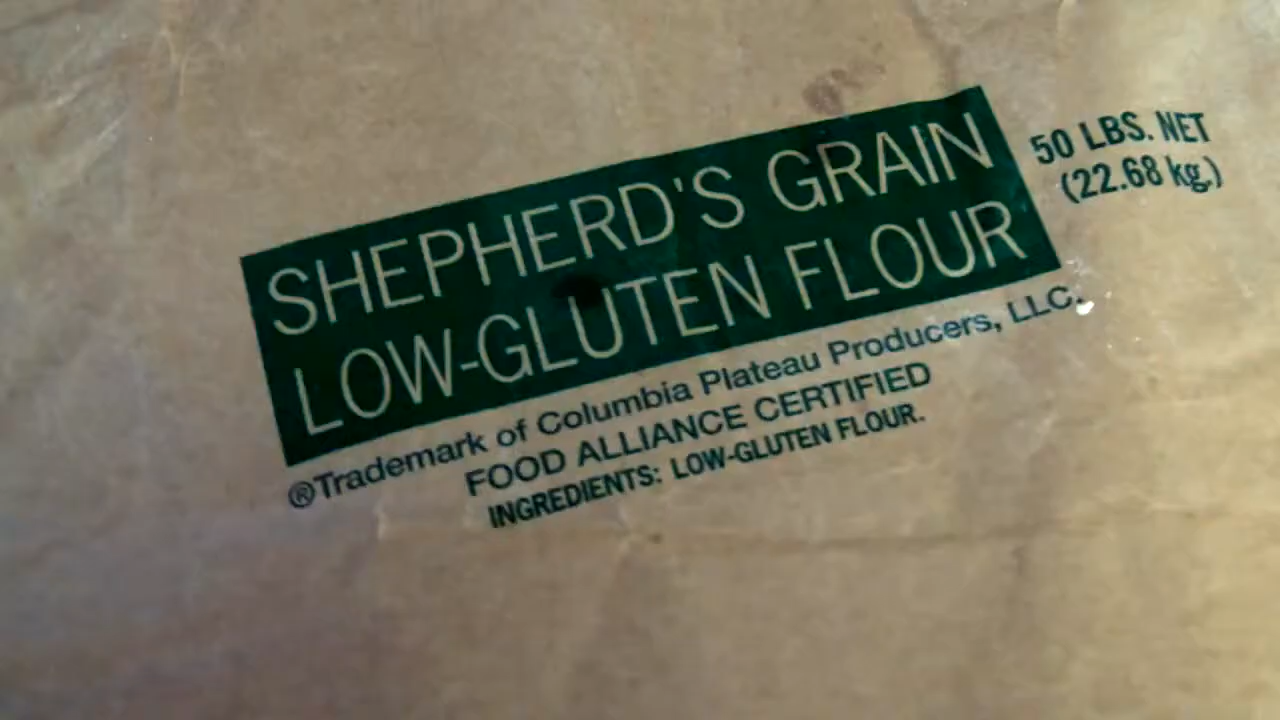 SHEPHERD'S GRAIN
LOW-GLUTEN FLOUR
50 LBS. NET
(22.68 kg.)
®Trademark of Columbia Plateau Producers, LLC.
FOOD ALLIANCE CERTIFIED
INGREDIENTS: LOW-GLUTEN FLOUR.